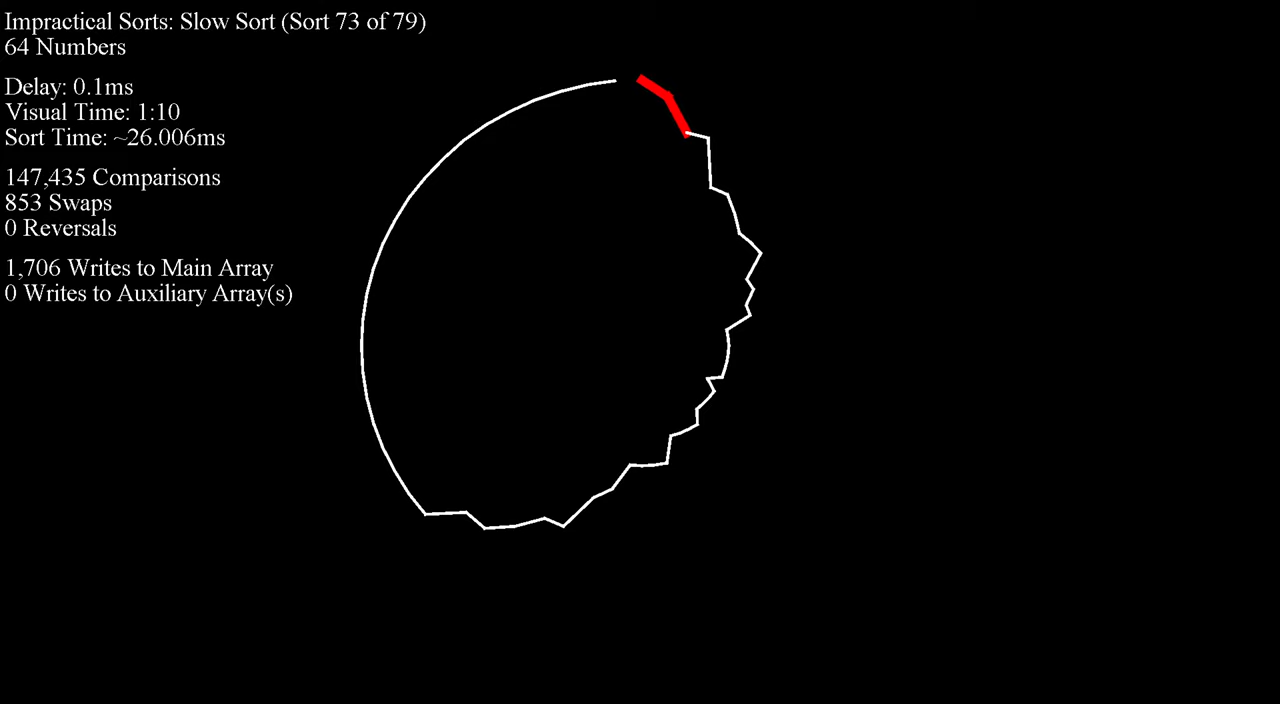 Impractical Sorts: Slow Sort (Sort 73 of 79)
64 Numbers
Delay: 0.1ms
Visual Time: 1:10
Sort Time: ~26.006ms
147,435 Comparisons
853 Swaps
0 Reversals
1,706 Writes to Main Array
0 Writes to Auxiliary Array(s)